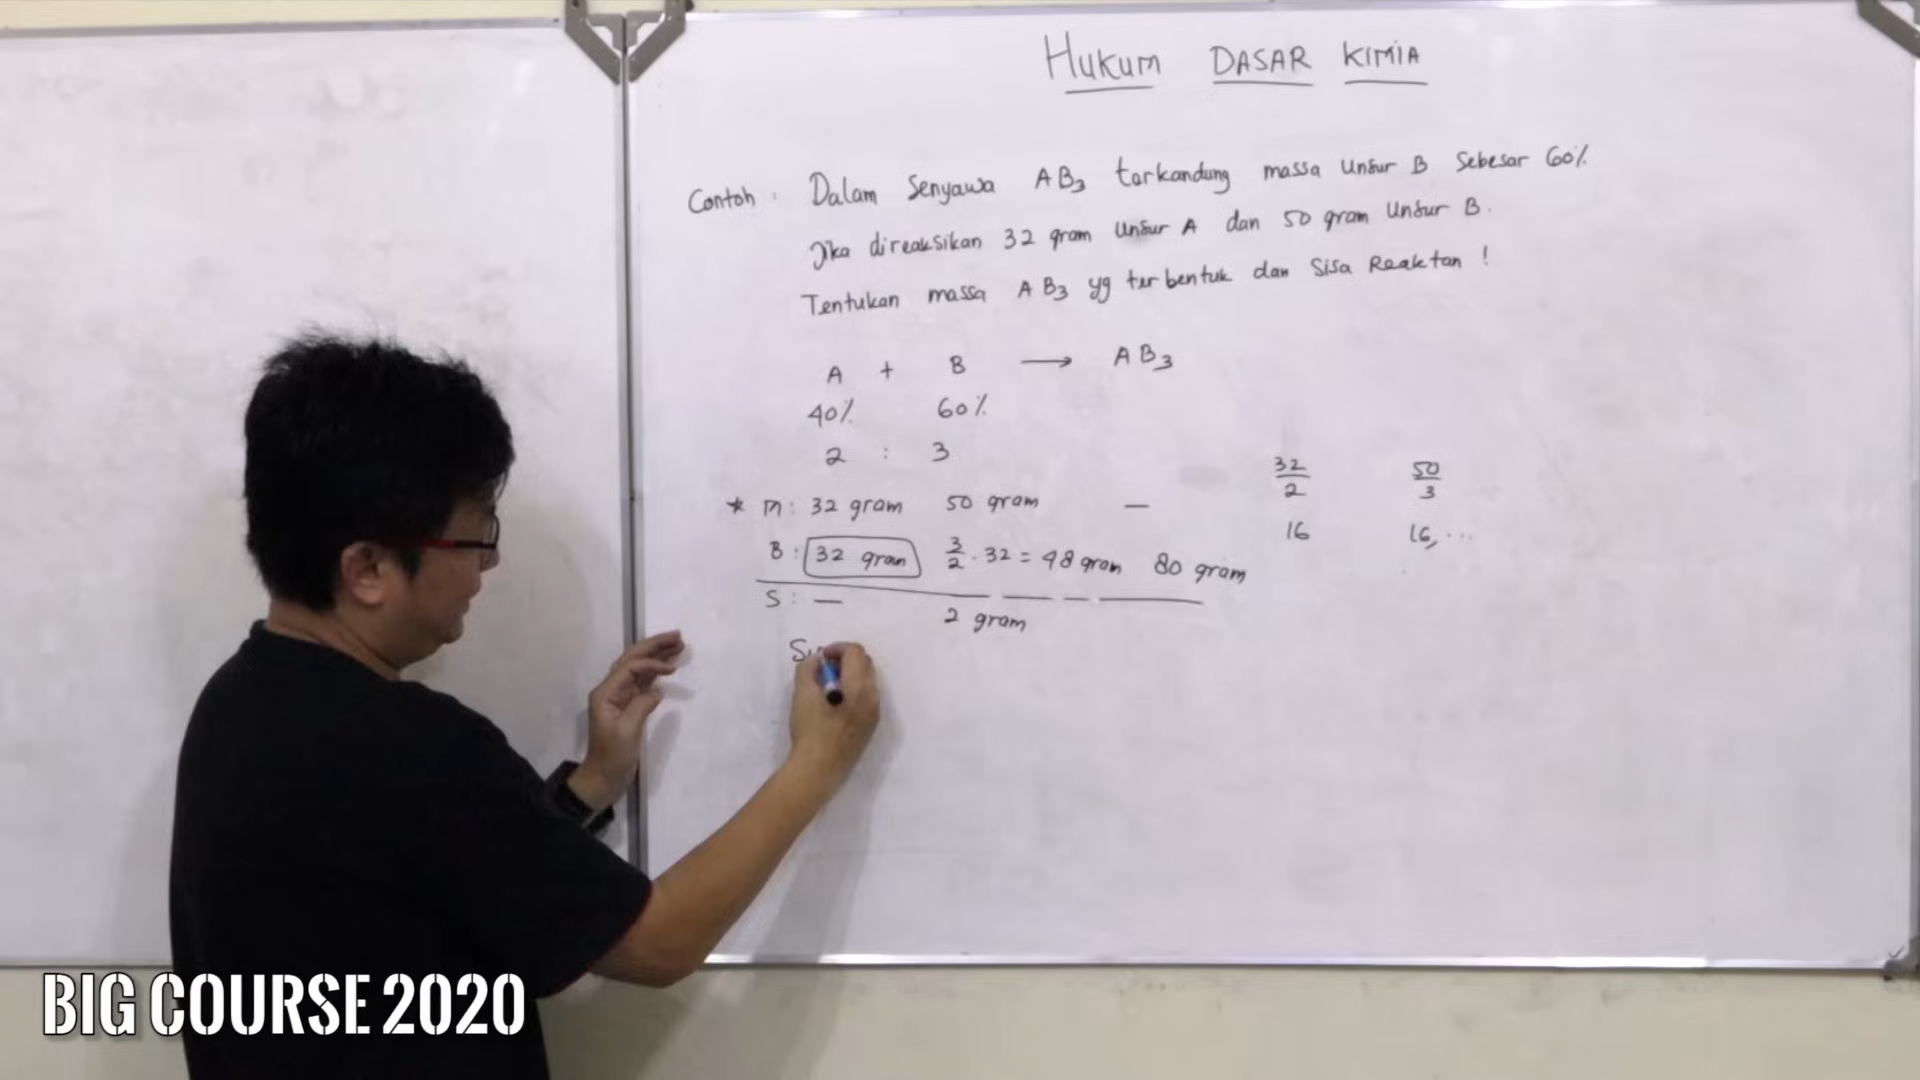 Hukum DASAR KIMIA
Contoh : Dalam Senyawa AB₃ terkandung massa Unsur B Sebesar 60%
Jika direaksikan 32 gram Unsur A dan 50 gram Unsur B.
Tentukan massa AB₃ yg terbentuk dan Sisa Reaktan !
A + B → AB₃
40% 60%
2 : 3
32/2 50/3
* M : 32 gram 50 gram —
16 16, ...
B : 32 gram 3/2 . 32 = 48 gram 80 gram
S : — 2 gram
BIG COURSE 2020